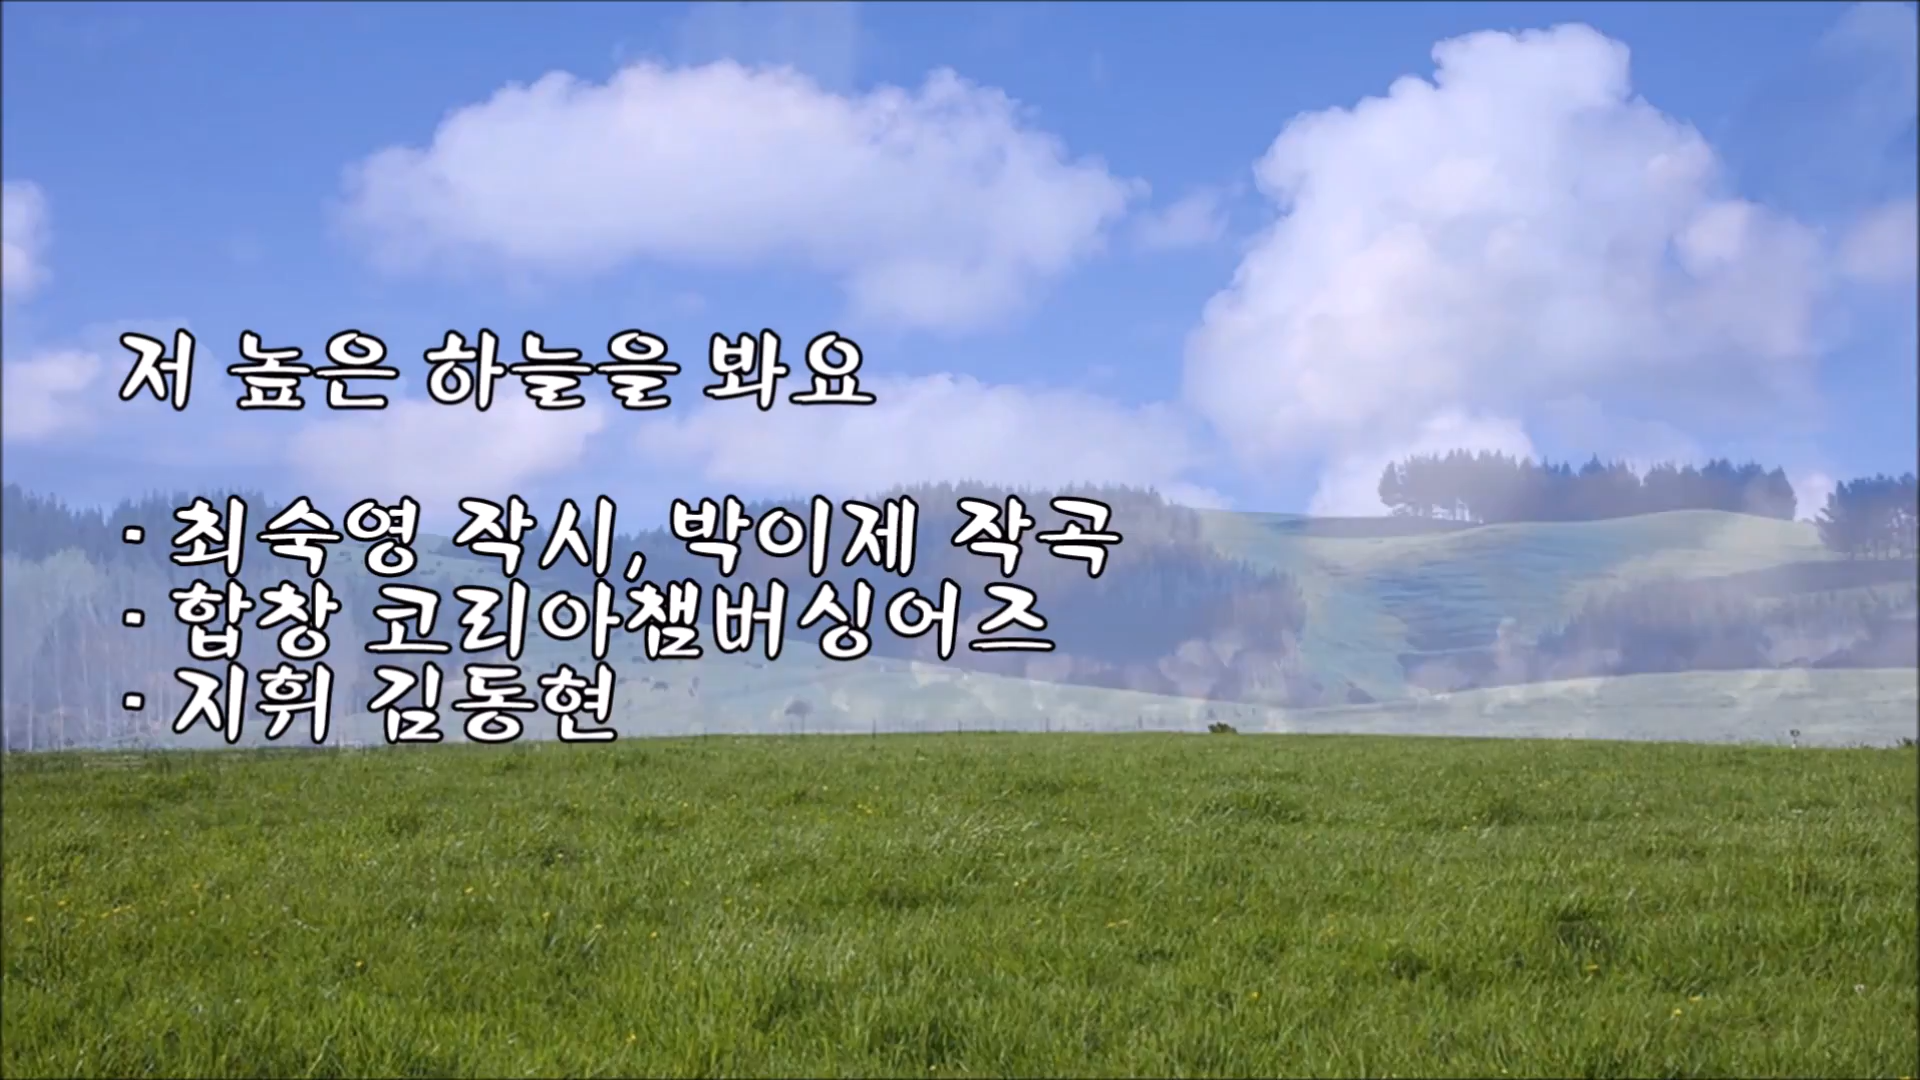 저 높은 하늘을 봐요
- 최숙영 작시, 박이제 작곡
- 합창 코리아챔버싱어즈
- 지휘 김동현